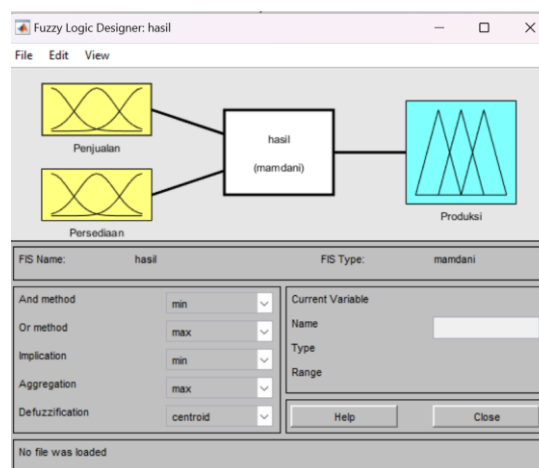 Fuzzy Logic Designer: hasil
File Edit View
Penjualan
Persediaan
hasil
(mamdani)
Produksi
FIS Name: hasil FIS Type: mamdani
And method min
Or method max
Implication min
Aggregation max
Defuzzification centroid
Current Variable
Name
Type
Range
Help Close
No file was loaded